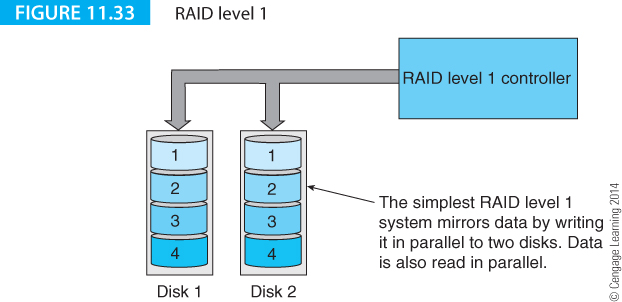 FIGURE 11.33 RAID level 1
RAID level 1 controller
1 1
2 2
3 3
4 4
The simplest RAID level 1
system mirrors data by writing
it in parallel to two disks. Data
is also read in parallel.
Disk 1 Disk 2
© Cengage Learning 2014